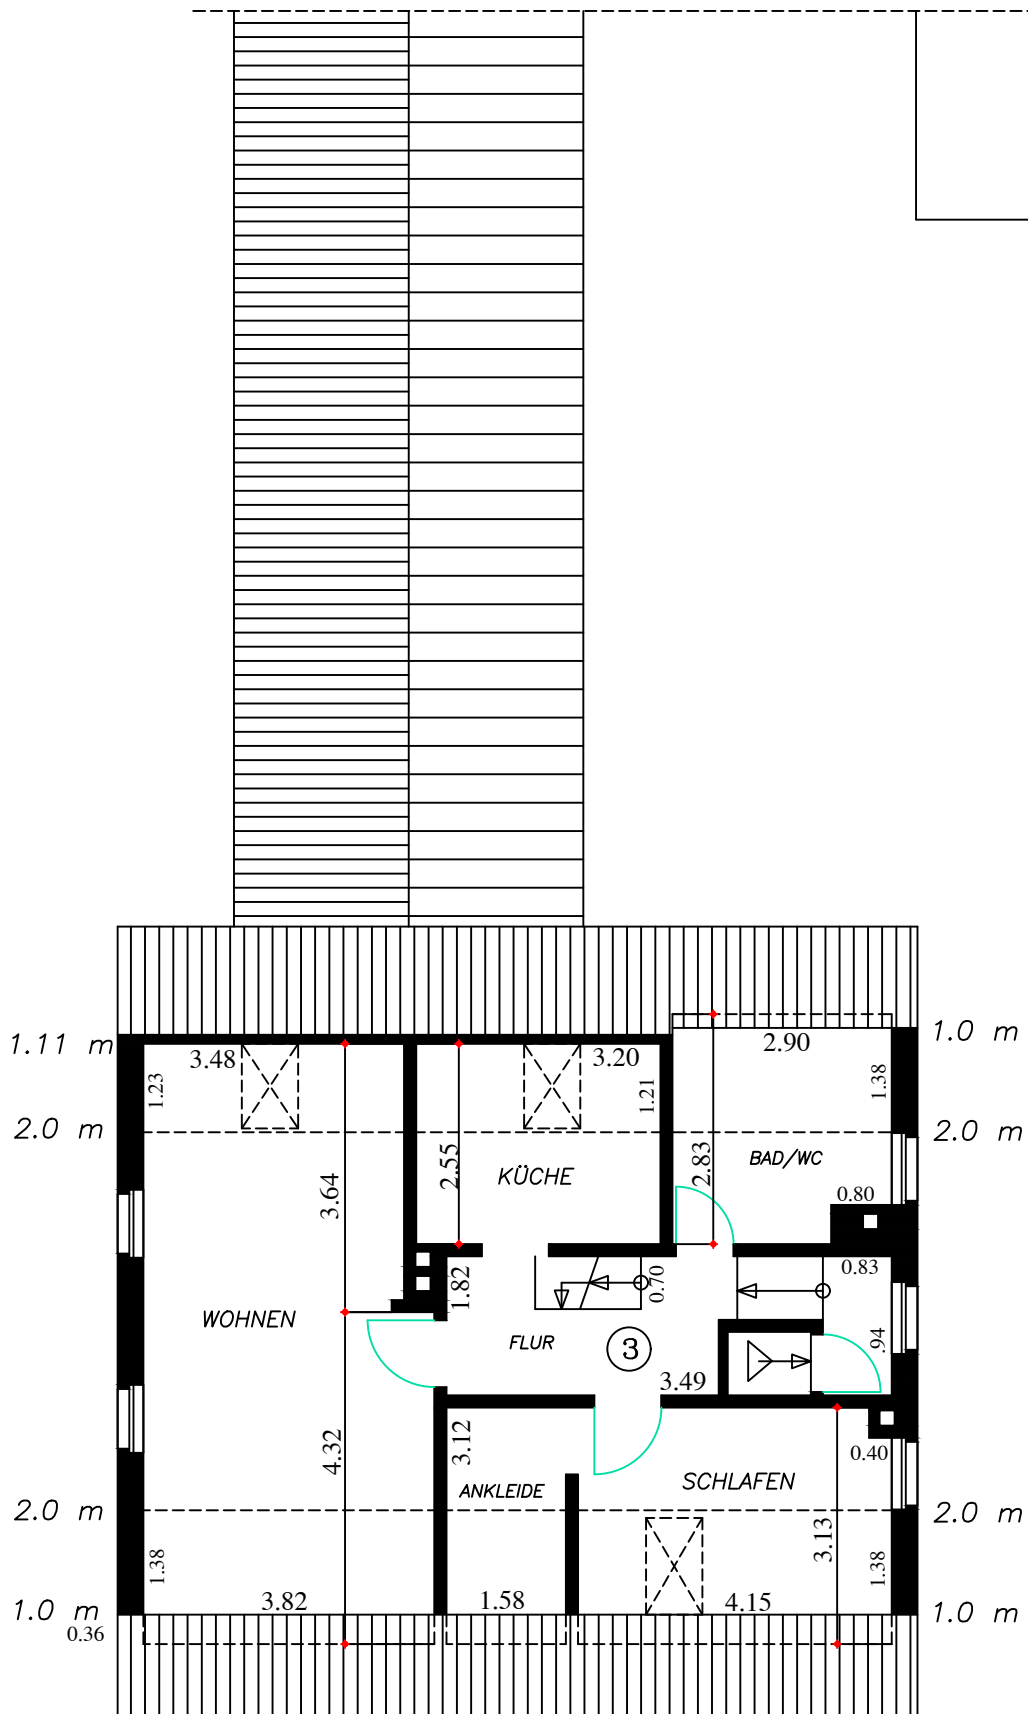 1.11 m
1.0 m
3.48
3.20
2.90
1.23
1.21
1.38
2.0 m
2.0 m
2.55
2.83
BAD/WC
KÜCHE
3.64
0.80
1.82
0.70
0.83
WOHNEN
FLUR
3
.94
3.49
4.32
3.12
0.40
ANKLEIDE
SCHLAFEN
2.0 m
2.0 m
3.13
1.38
1.38
3.82
1.58
4.15
1.0 m
1.0 m
0.36